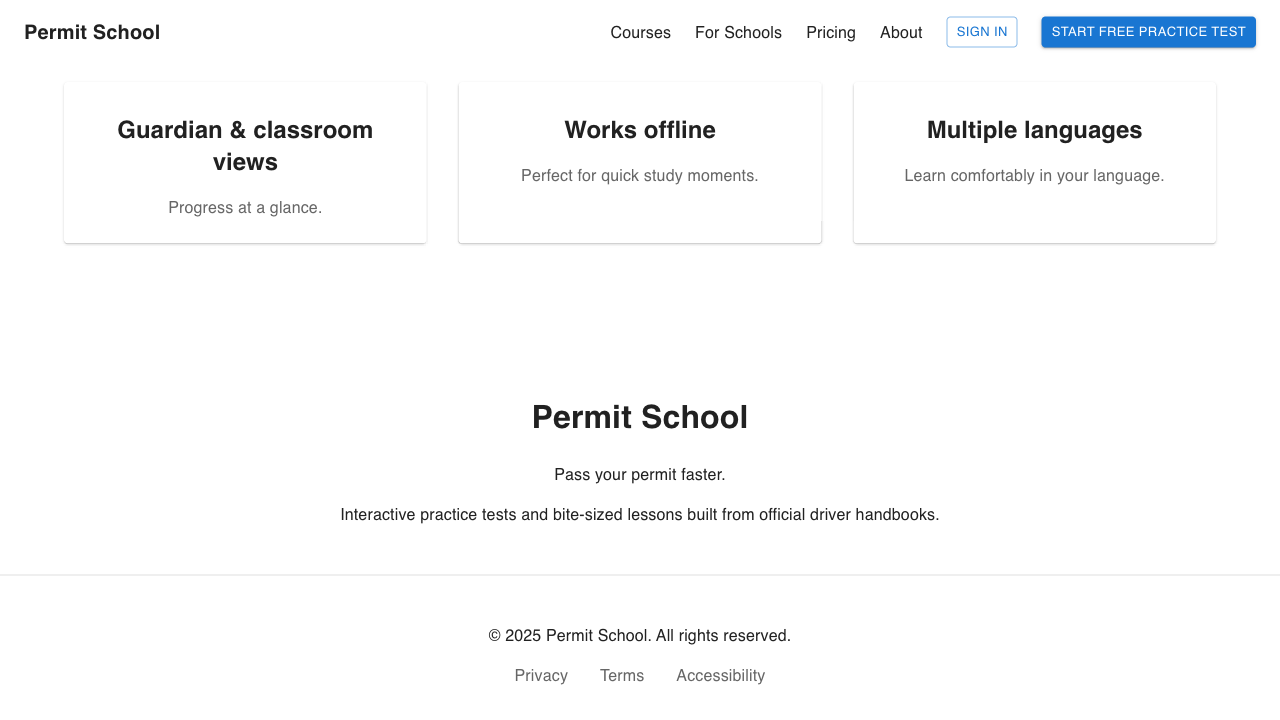 Permit School
Courses
For Schools
Pricing
About
SIGN IN
START FREE PRACTICE TEST
Guardian & classroom
views
Progress at a glance.
Works offline
Perfect for quick study moments.
Multiple languages
Learn comfortably in your language.
Permit School
Pass your permit faster.
Interactive practice tests and bite-sized lessons built from official driver handbooks.
© 2025 Permit School. All rights reserved.
Privacy
Terms
Accessibility